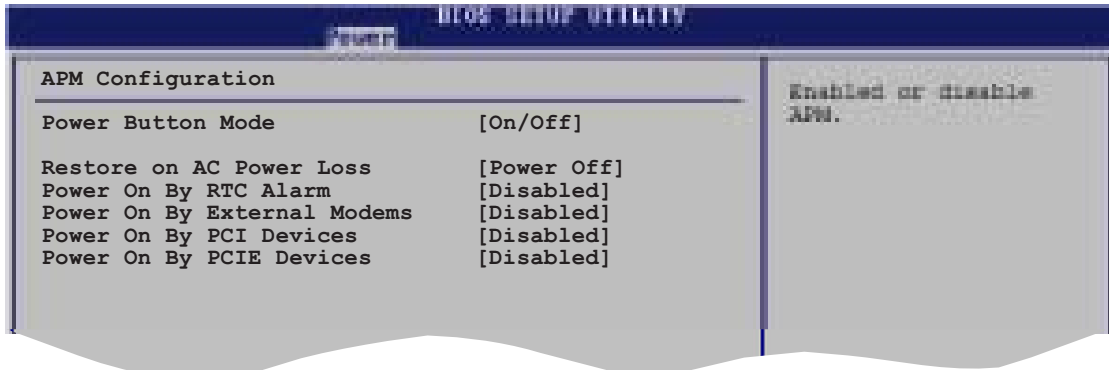 BIOS SETUP UTILITY
Power
APM Configuration
Power Button Mode [On/Off]
Restore on AC Power Loss [Power Off]
Power On By RTC Alarm [Disabled]
Power On By External Modems [Disabled]
Power On By PCI Devices [Disabled]
Power On By PCIE Devices [Disabled]
Enabled or disable
APM.